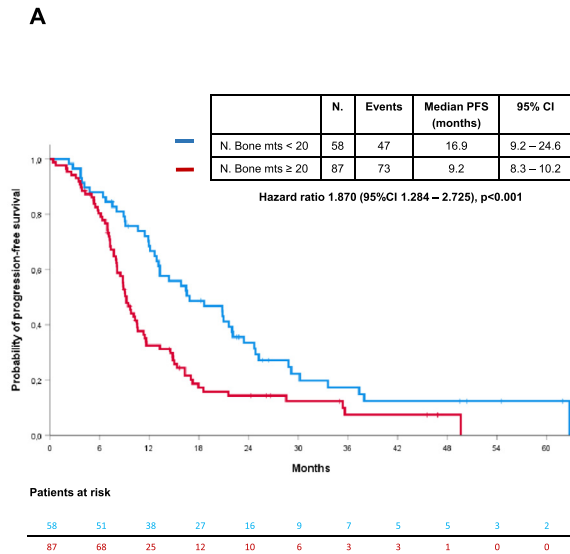 A
N. Events Median PFS (months) 95% CI
N. Bone mts < 20 58 47 16.9 9.2 – 24.6
N. Bone mts ≥ 20 87 73 9.2 8.3 – 10.2
Hazard ratio 1.870 (95%CI 1.284 – 2.725), p<0.001
Probability of progression-free survival
1,0
0,8
0,6
0,4
0,2
0,0
0 6 12 18 24 30 36 42 48 54 60
Months
Patients at risk
58 51 38 27 16 9 7 5 5 3 2
87 68 25 12 10 6 3 3 1 0 0